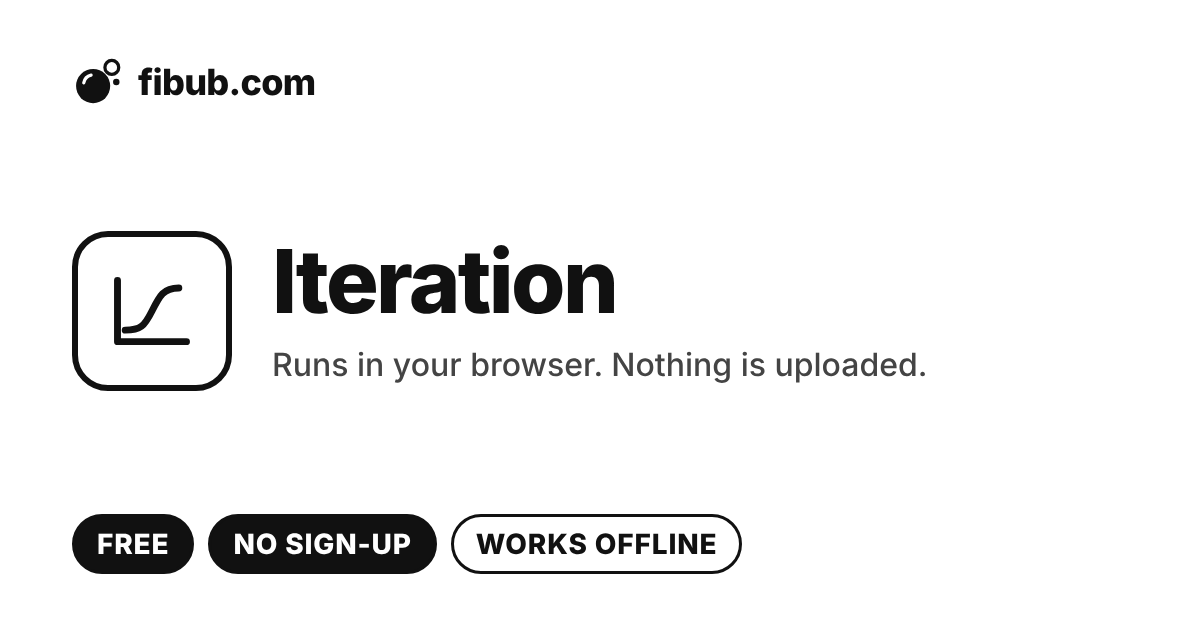 fibub.com
Iteration
Runs in your browser. Nothing is uploaded.
FREE
NO SIGN-UP
WORKS OFFLINE